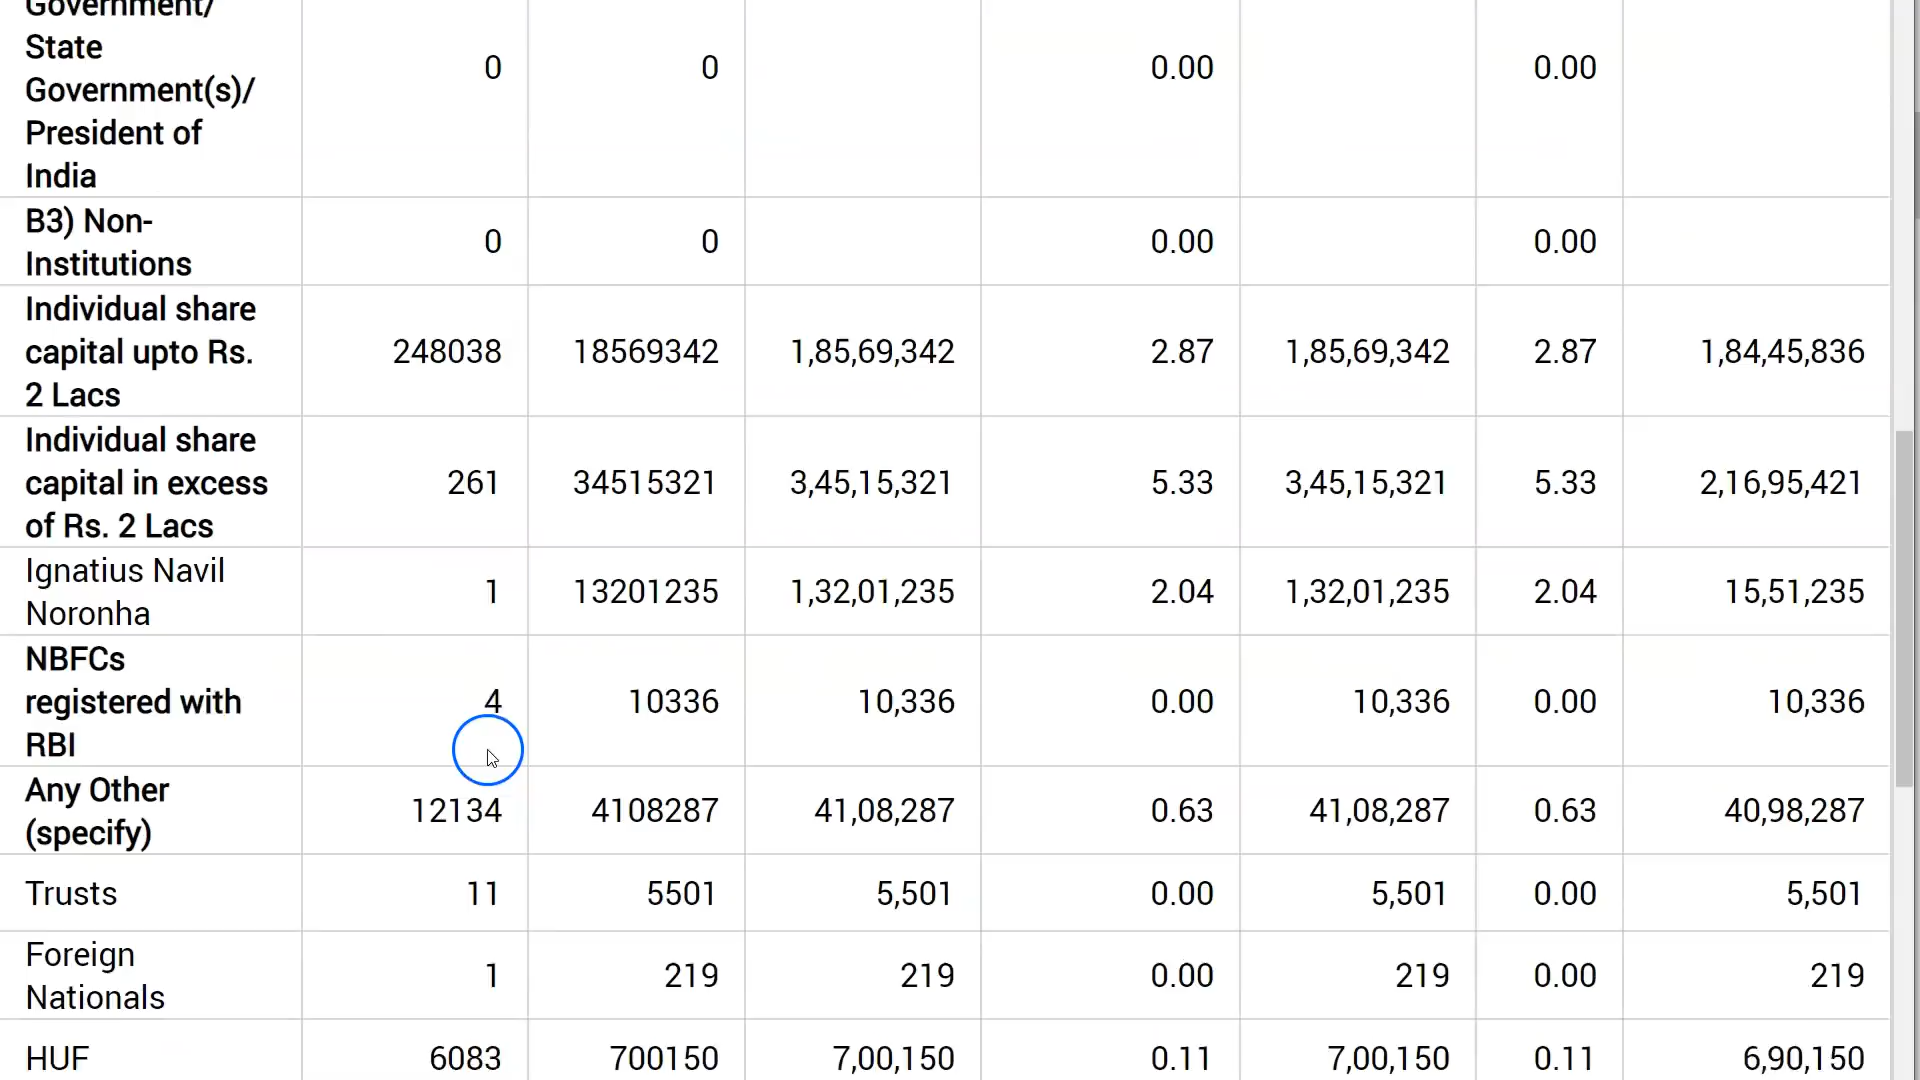 Government/
State
Government(s)/
President of
India
0 0 0.00 0.00
B3) Non-
Institutions
0 0 0.00 0.00
Individual share
capital upto Rs.
2 Lacs
248038 18569342 1,85,69,342 2.87 1,85,69,342 2.87 1,84,45,836
Individual share
capital in excess
of Rs. 2 Lacs
261 34515321 3,45,15,321 5.33 3,45,15,321 5.33 2,16,95,421
Ignatius Navil
Noronha
1 13201235 1,32,01,235 2.04 1,32,01,235 2.04 15,51,235
NBFCs
registered with
RBI
4 10336 10,336 0.00 10,336 0.00 10,336
Any Other
(specify)
12134 4108287 41,08,287 0.63 41,08,287 0.63 40,98,287
Trusts 11 5501 5,501 0.00 5,501 0.00 5,501
Foreign
Nationals
1 219 219 0.00 219 0.00 219
HUF 6083 700150 7,00,150 0.11 7,00,150 0.11 6,90,150